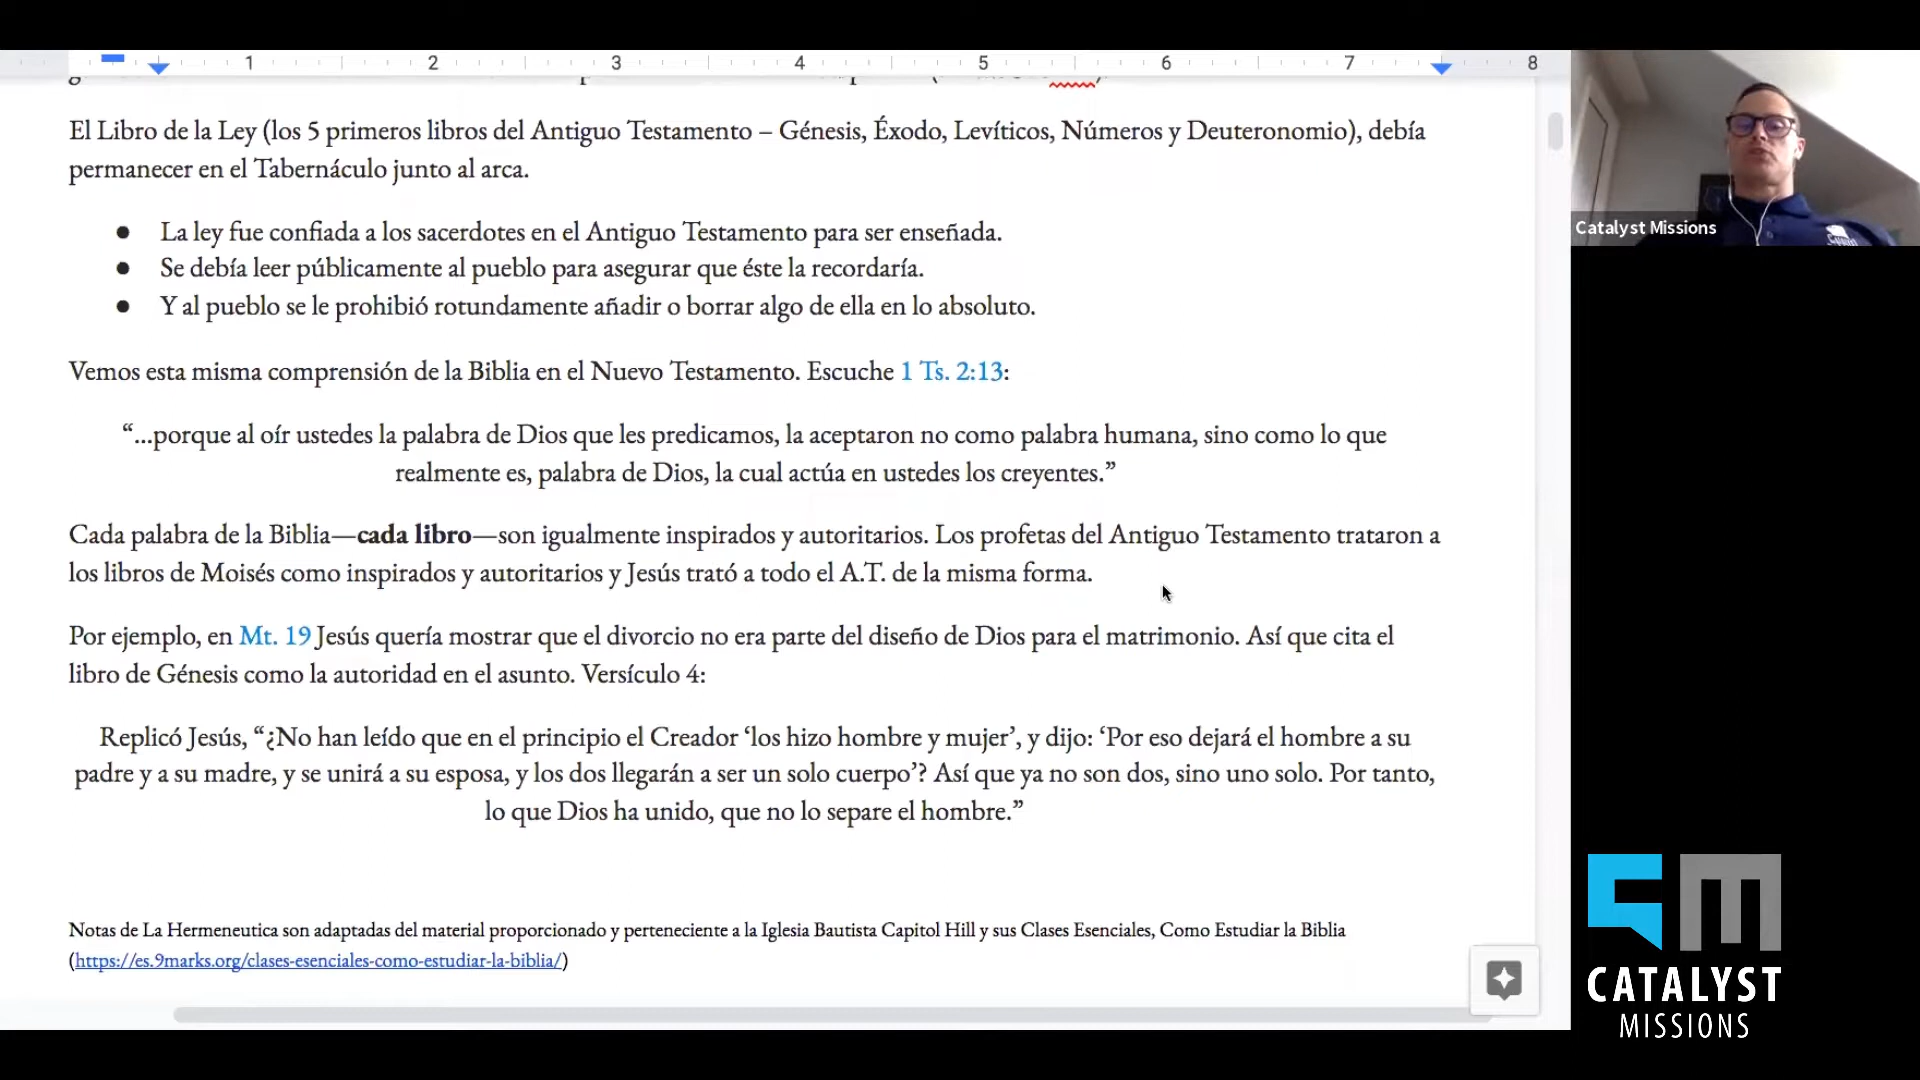 1 2 3 4 5 6 7 8
El Libro de la Ley (los 5 primeros libros del Antiguo Testamento – Génesis, Éxodo, Levíticos, Números y Deuteronomio), debía
permanecer en el Tabernáculo junto al arca.
● La ley fue confiada a los sacerdotes en el Antiguo Testamento para ser enseñada.
● Se debía leer públicamente al pueblo para asegurar que éste la recordaría.
● Y al pueblo se le prohibió rotundamente añadir o borrar algo de ella en lo absoluto.
Vemos esta misma comprensión de la Biblia en el Nuevo Testamento. Escuche 1 Ts. 2:13:
“…porque al oír ustedes la palabra de Dios que les predicamos, la aceptaron no como palabra humana, sino como lo que
realmente es, palabra de Dios, la cual actúa en ustedes los creyentes.”
Cada palabra de la Biblia—cada libro—son igualmente inspirados y autoritarios. Los profetas del Antiguo Testamento trataron a
los libros de Moisés como inspirados y autoritarios y Jesús trató a todo el A.T. de la misma forma.
Por ejemplo, en Mt. 19 Jesús quería mostrar que el divorcio no era parte del diseño de Dios para el matrimonio. Así que cita el
libro de Génesis como la autoridad en el asunto. Versículo 4:
Replicó Jesús, “¿No han leído que en el principio el Creador ‘los hizo hombre y mujer’, y dijo: ‘Por eso dejará el hombre a su
padre y a su madre, y se unirá a su esposa, y los dos llegarán a ser un solo cuerpo’? Así que ya no son dos, sino uno solo. Por tanto,
lo que Dios ha unido, que no lo separe el hombre.”
Notas de La Hermeneutica son adaptadas del material proporcionado y perteneciente a la Iglesia Bautista Capitol Hill y sus Clases Esenciales, Como Estudiar la Biblia
(https://es.9marks.org/clases-esenciales-como-estudiar-la-biblia/)
Catalyst Missions
CATALYST
MISSIONS